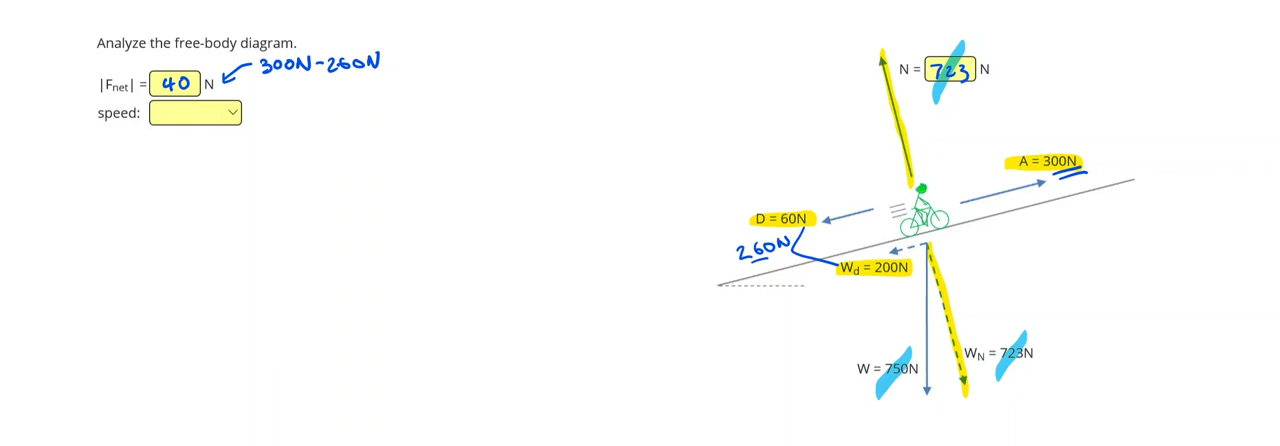 Analyze the free-body diagram.
300N-260N
|Fnet| = 40 N
speed:
N = 723 N
A = 300N
D = 60N
260N
Wd = 200N
WN = 723N
W = 750N